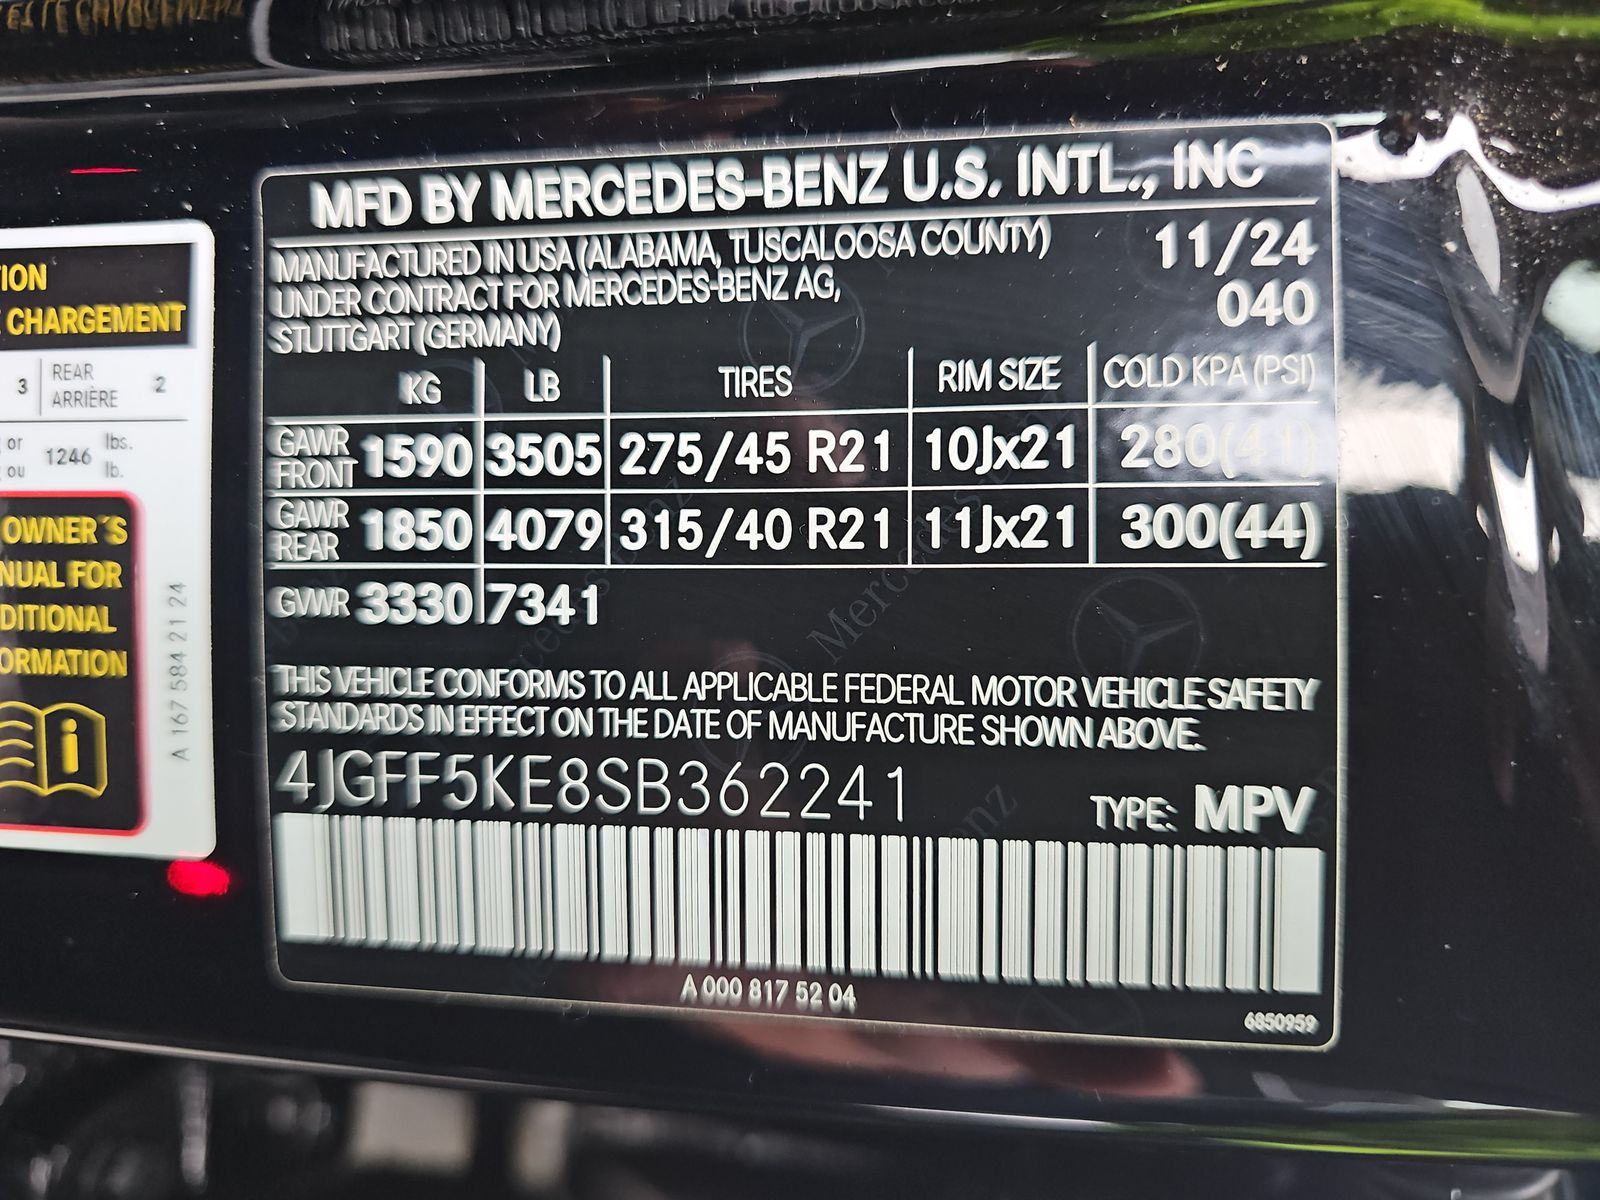 MFD BY MERCEDES-BENZ U.S. INTL., INC
MANUFACTURED IN USA (ALABAMA, TUSCALOOSA COUNTY) 11/24
UNDER CONTRACT FOR MERCEDES-BENZ AG, 040
STUTTGART (GERMANY)
KG LB TIRES RIM SIZE COLD KPA (PSI)
GAWR FRONT 1590 3505 275/45 R21 10Jx21 280(41)
GAWR REAR 1850 4079 315/40 R21 11Jx21 300(44)
GVWR 3330 7341
THIS VEHICLE CONFORMS TO ALL APPLICABLE FEDERAL MOTOR VEHICLE SAFETY
STANDARDS IN EFFECT ON THE DATE OF MANUFACTURE SHOWN ABOVE.
4JGFF5KE8SB362241 TYPE: MPV
A 000 817 52 04
6850959
CHARGEMENT
3 REAR ARRIÈRE 2
or ou 1246 lbs. lb.
OWNER´S
FOR
A 167 584 21 24
Mercedes-Benz